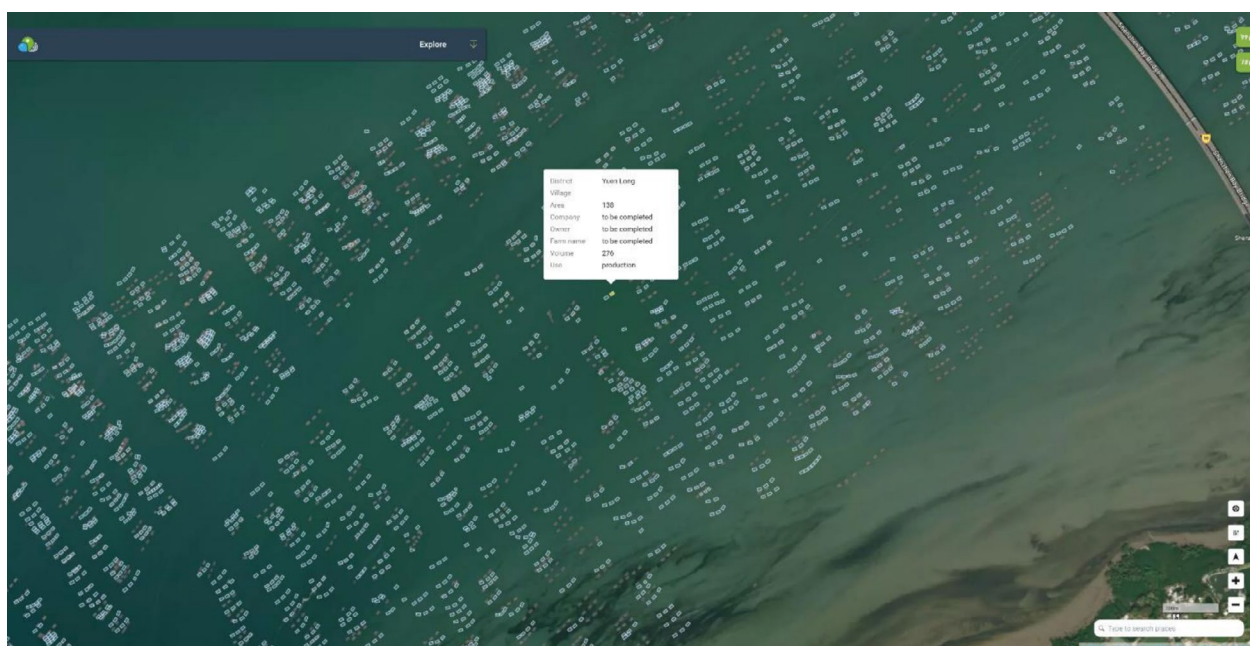 Explore
District Yuen Long
Village
Area 138
Company to be completed
Owner to be completed
Farm name to be completed
Volume 276
Use production
Type to search places